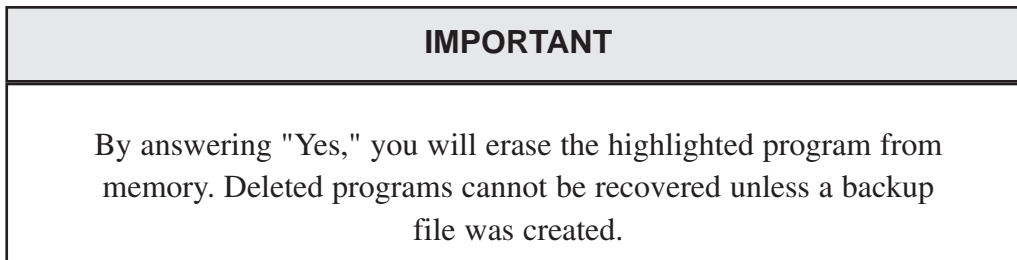 IMPORTANT
By answering "Yes," you will erase the highlighted program from
memory. Deleted programs cannot be recovered unless a backup
file was created.